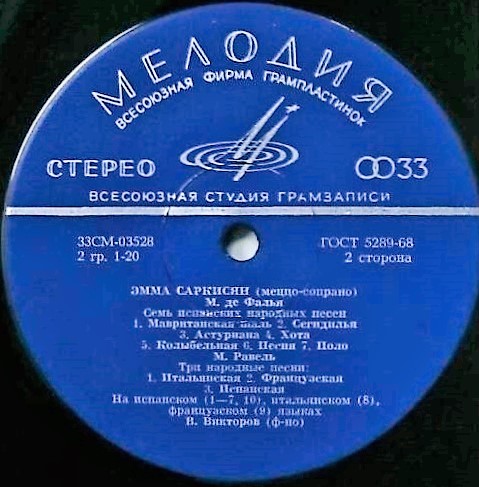 МЕЛОДИЯ
ВСЕСОЮЗНАЯ ФИРМА ГРАМПЛАСТИНОК
СТЕРЕО 33
ВСЕСОЮЗНАЯ СТУДИЯ ГРАМЗАПИСИ
33СМ-03528 ГОСТ 5289-68
2 гр. 1-20 2 сторона
ЭММА САРКИСЯН (меццо-сопрано)
М. де Фалья
Семь испанских народных песен
1. Мавританская шаль 2. Сегидилья
3. Астуриана 4. Хота
5. Колыбельная 6. Песня 7. Поло
М. Равель
Три народные песни:
1. Итальянская 2. Французская
3. Испанская
На испанском (1—7, 10), итальянском (8),
французском (9) языках
В. Викторов (ф-но)